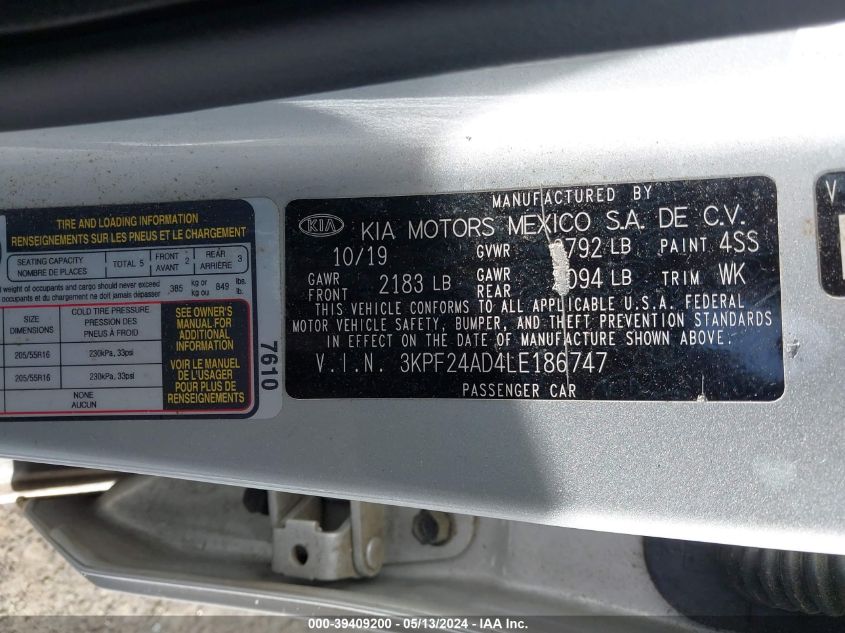 TIRE AND LOADING INFORMATION
RENSEIGNEMENTS SUR LES PNEUS ET LE CHARGEMENT
SEATING CAPACITY
NOMBRE DE PLACES
TOTAL 5
FRONT
AVANT 2
REAR
ARRIÈRE 3
weight of occupants and cargo should never exceed
occupants et du chargement ne doit jamais dépasser
385 kg or kg ou 849 lbs. lb.
SIZE
DIMENSIONS
COLD TIRE PRESSURE
PRESSION DES
PNEUS À FROID
205/55R16 230kPa, 33psi
205/55R16 230kPa, 33psi
NONE
AUCUN
SEE OWNER'S
MANUAL FOR
ADDITIONAL
INFORMATION
VOIR LE MANUEL
DE L'USAGER
POUR PLUS DE
RENSEIGNEMENTS
7610
MANUFACTURED BY
KIA KIA MOTORS MEXICO S.A. DE C.V.
10/19 GVWR 792 LB PAINT 4SS
GAWR FRONT 2183 LB GAWR REAR 094 LB TRIM WK
THIS VEHICLE CONFORMS TO ALL APPLICABLE U.S.A. FEDERAL
MOTOR VEHICLE SAFETY, BUMPER, AND THEFT PREVENTION STANDARDS
IN EFFECT ON THE DATE OF MANUFACTURE SHOWN ABOVE.
V.I.N. 3KPF24AD4LE186747
PASSENGER CAR
V
000-39409200 - 05/13/2024 - IAAI.COM